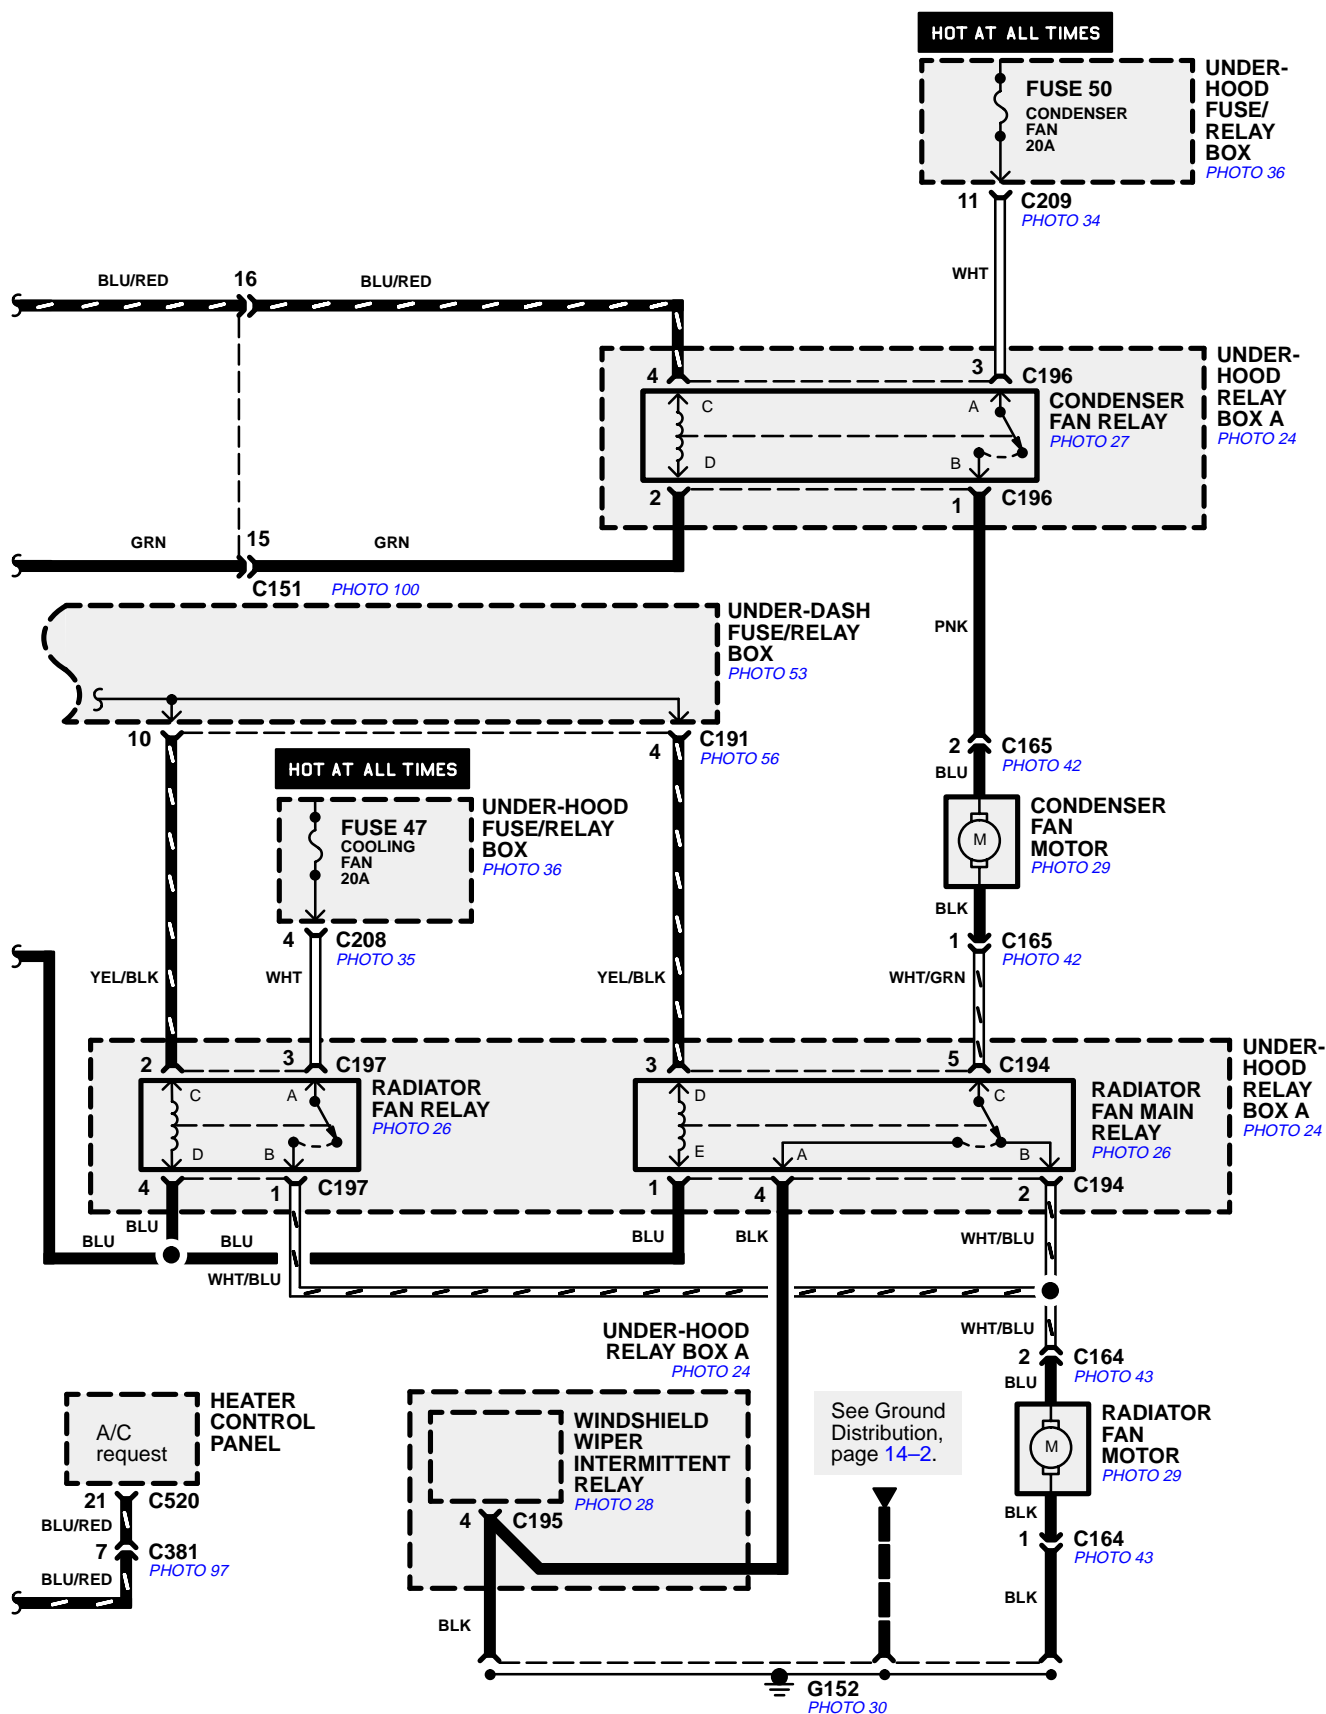 HOT AT ALL TIMES
FUSE 50
CONDENSER
FAN
20A
UNDER-
HOOD
FUSE/
RELAY
BOX
PHOTO 36
11
C209
PHOTO 34
WHT
BLU/RED
16
BLU/RED
4
3
C196
UNDER-
HOOD
RELAY
BOX A
PHOTO 24
C
A
D
B
CONDENSER
FAN RELAY
PHOTO 27
2
1
C196
GRN
15
GRN
C151
PHOTO 100
UNDER-DASH
FUSE/RELAY
BOX
PHOTO 53
PNK
10
4
C191
PHOTO 56
2
C165
PHOTO 42
BLU
HOT AT ALL TIMES
FUSE 47
COOLING
FAN
20A
UNDER-HOOD
FUSE/RELAY
BOX
PHOTO 36
M
CONDENSER
FAN
MOTOR
PHOTO 29
BLK
4
C208
PHOTO 35
1
C165
PHOTO 42
YEL/BLK
WHT
YEL/BLK
WHT/GRN
2
3
C197
3
5
C194
UNDER-
HOOD
RELAY
BOX A
PHOTO 24
C
A
D
B
RADIATOR
FAN RELAY
PHOTO 26
D
C
E
A
B
RADIATOR
FAN MAIN
RELAY
PHOTO 26
4
1
C197
1
4
2
C194
BLU
BLU
BLU
BLU
BLK
WHT/BLU
WHT/BLU
WHT/BLU
UNDER-HOOD
RELAY BOX A
PHOTO 24
2
C164
PHOTO 43
BLU
A/C
request
HEATER
CONTROL
PANEL
WINDSHIELD
WIPER
INTERMITTENT
RELAY
PHOTO 28
See Ground
Distribution,
page 14–2.
M
RADIATOR
FAN
MOTOR
PHOTO 29
21
C520
BLU/RED
7
C381
PHOTO 97
BLU/RED
4
C195
BLK
1
C164
PHOTO 43
BLK
BLK
G152
PHOTO 30